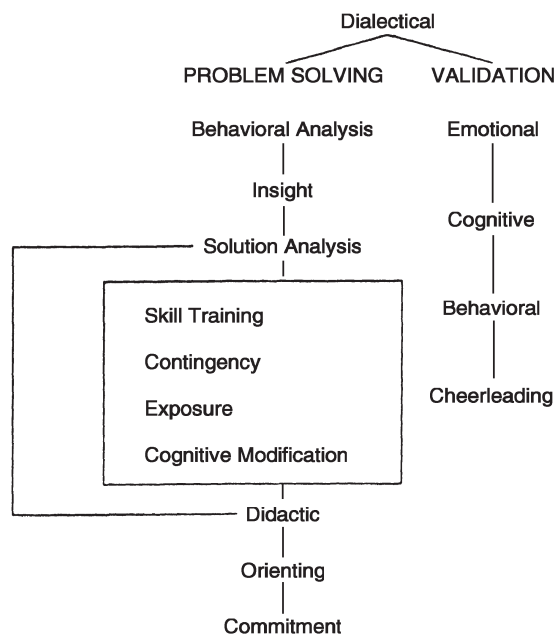 Dialectical
PROBLEM SOLVING VALIDATION
Behavioral Analysis Emotional
Insight
Cognitive
Solution Analysis
Behavioral
Skill Training
Contingency
Cheerleading
Exposure
Cognitive Modification
Didactic
Orienting
Commitment